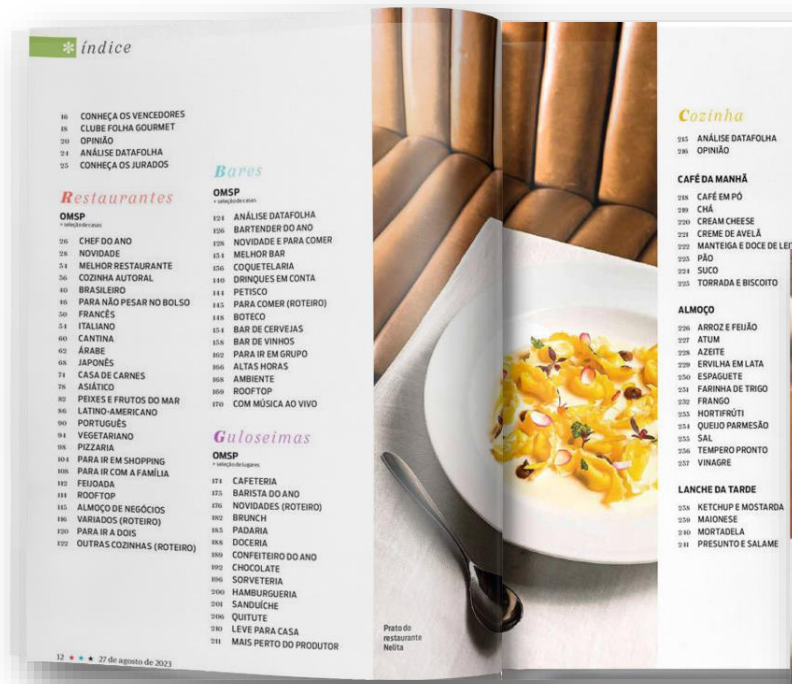 * índice
16 CONHEÇA OS VENCEDORES
18 CLUBE FOLHA GOURMET
20 OPINIÃO
24 ANÁLISE DATAFOLHA
25 CONHEÇA OS JURADOS
Restaurantes
OMSP
+ seleção de casas
26 CHEF DO ANO
28 NOVIDADE
34 MELHOR RESTAURANTE
36 COZINHA AUTORAL
40 BRASILEIRO
46 PARA NÃO PESAR NO BOLSO
50 FRANCÊS
54 ITALIANO
60 CANTINA
62 ÁRABE
68 JAPONÊS
74 CASA DE CARNES
78 ASIÁTICO
82 PEIXES E FRUTOS DO MAR
86 LATINO-AMERICANO
90 PORTUGUÊS
94 VEGETARIANO
98 PIZZARIA
104 PARA IR EM SHOPPING
108 PARA IR COM A FAMÍLIA
112 FEIJOADA
114 ROOFTOP
115 ALMOÇO DE NEGÓCIOS
116 VARIADOS (ROTEIRO)
120 PARA IR A DOIS
122 OUTRAS COZINHAS (ROTEIRO)
Bares
OMSP
+ seleção de casas
124 ANÁLISE DATAFOLHA
126 BARTENDER DO ANO
128 NOVIDADE E PARA COMER
134 MELHOR BAR
136 COQUETELARIA
140 DRINQUES EM CONTA
144 PETISCO
145 PARA COMER (ROTEIRO)
148 BOTECO
154 BAR DE CERVEJAS
158 BAR DE VINHOS
162 PARA IR EM GRUPO
166 ALTAS HORAS
168 AMBIENTE
169 ROOFTOP
170 COM MÚSICA AO VIVO
Guloseimas
OMSP
+ seleção de lugares
174 CAFETERIA
175 BARISTA DO ANO
176 NOVIDADES (ROTEIRO)
182 BRUNCH
185 PADARIA
188 DOCERIA
189 CONFEITEIRO DO ANO
192 CHOCOLATE
196 SORVETERIA
200 HAMBURGUERIA
204 SANDUÍCHE
206 QUITUTE
210 LEVE PARA CASA
211 MAIS PERTO DO PRODUTOR
12 ★ ★ ★ 27 de agosto de 2023
Prato do
restaurante
Nelita
Cozinha
215 ANÁLISE DATAFOLHA
216 OPINIÃO
CAFÉ DA MANHÃ
218 CAFÉ EM PÓ
219 CHÁ
220 CREAM CHEESE
221 CREME DE AVELÃ
222 MANTEIGA E DOCE DE LEI
223 PÃO
224 SUCO
225 TORRADA E BISCOITO
ALMOÇO
226 ARROZ E FEIJÃO
227 ATUM
228 AZEITE
229 ERVILHA EM LATA
230 ESPAGUETE
231 FARINHA DE TRIGO
232 FRANGO
233 HORTIFRÚTI
234 QUEIJO PARMESÃO
235 SAL
236 TEMPERO PRONTO
237 VINAGRE
LANCHE DA TARDE
238 KETCHUP E MOSTARDA
239 MAIONESE
240 MORTADELA
241 PRESUNTO E SALAME